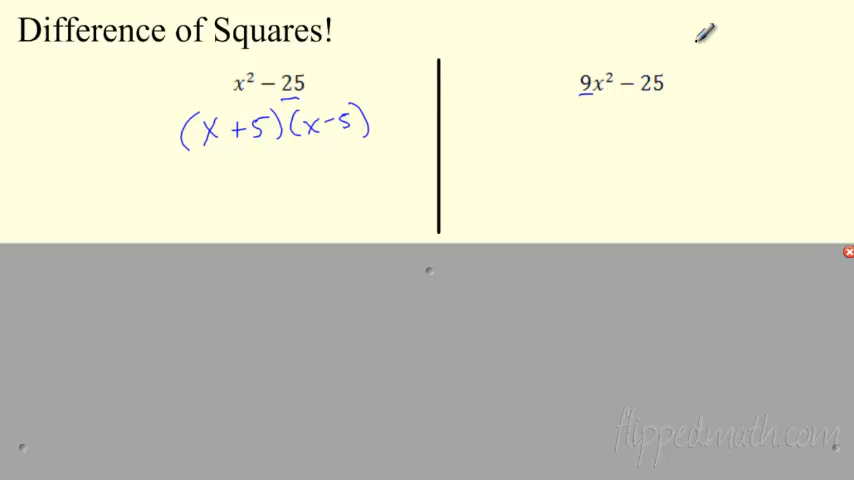 Difference of Squares!
x² − 25
(x + 5)(x − 5)
9x² − 25
flippedmath.com